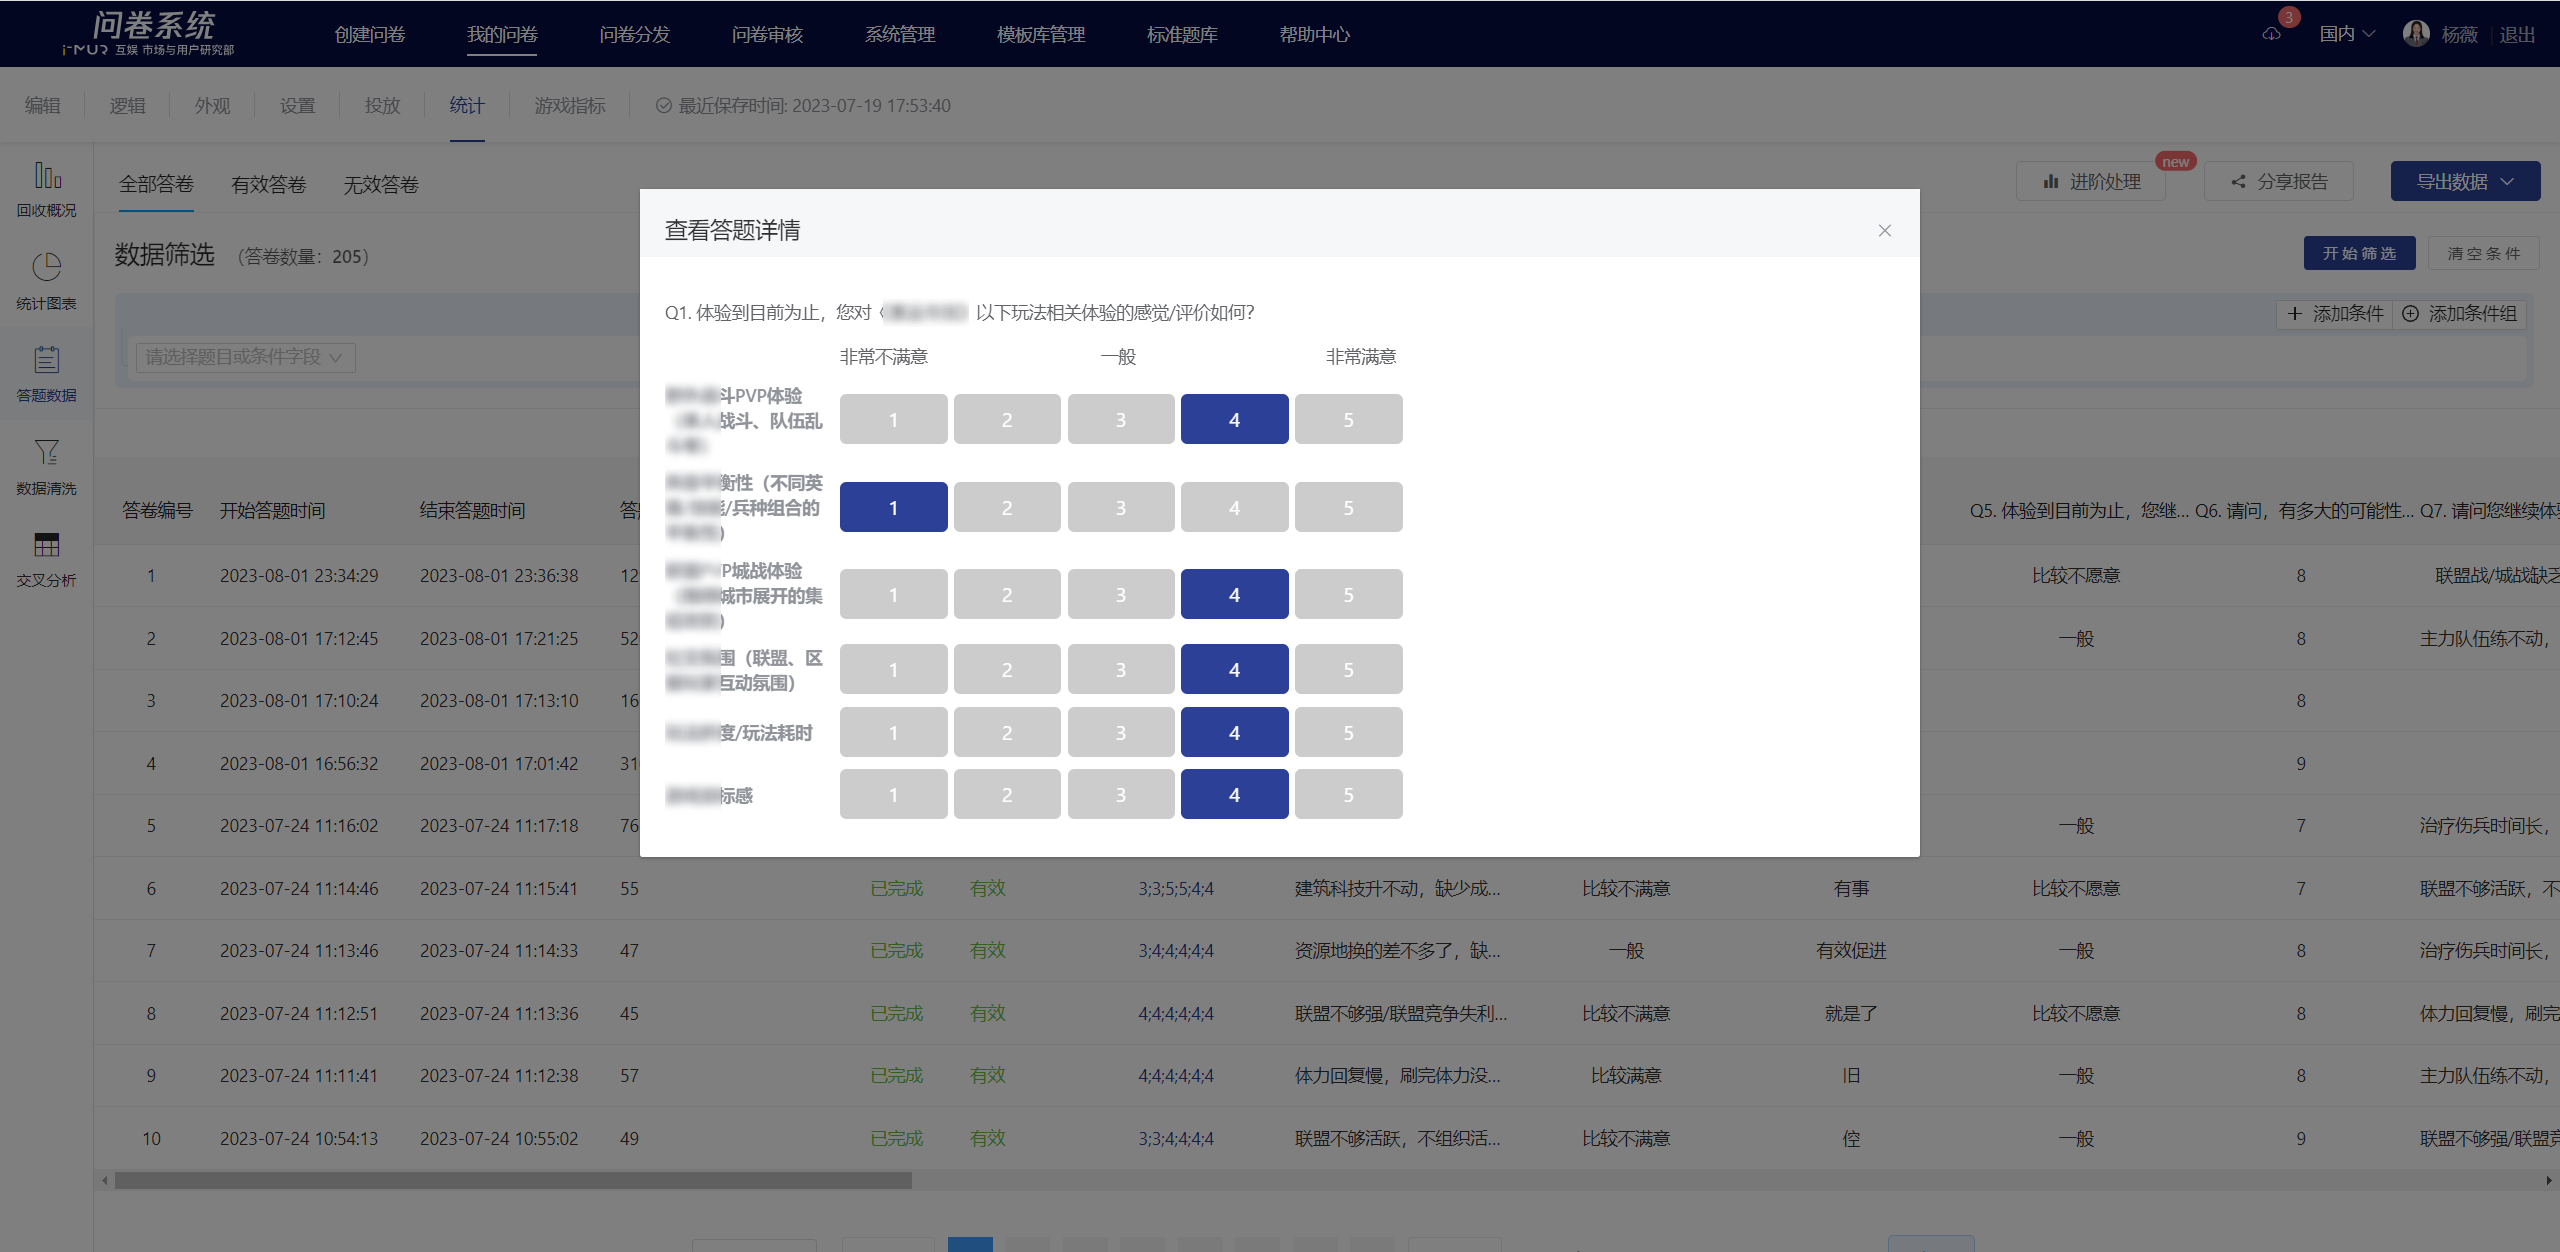 问卷系统
i-MUR 互娱 市场与用户研究部
创建问卷 我的问卷 问卷分发 问卷审核 系统管理 模板库管理 标准题库 帮助中心
3 国内 杨薇 退出
编辑 逻辑 外观 设置 投放 统计 游戏指标 最近保存时间: 2023-07-19 17:53:40
回收概况
统计图表
答题数据
数据清洗
交叉分析
全部答卷 有效答卷 无效答卷
进阶处理 new 分享报告 导出数据
数据筛选 （答卷数量：205）
开始筛选 清空条件
添加条件 添加条件组
请选择题目或条件字段
查看答题详情
Q1. 体验到目前为止，您对《 》以下玩法相关体验的感觉/评价如何？
非常不满意 一般 非常满意
斗PVP体验
战斗、队伍乱
1 2 3 4 5
衡性（不同英
/兵种组合的
）
1 2 3 4 5
P城战体验
城市展开的集
）
1 2 3 4 5
围（联盟、区
互动氛围）
1 2 3 4 5
度/玩法耗时
1 2 3 4 5
标感
1 2 3 4 5
答卷编号 开始答题时间 结束答题时间 Q5. 体验到目前为止，您继... Q6. 请问，有多大的可能性... Q7. 请问您继续体
1 2023-08-01 23:34:29 2023-08-01 23:36:38 12 比较不愿意 8 联盟战/城战缺乏
2 2023-08-01 17:12:45 2023-08-01 17:21:25 52 一般 8 主力队伍练不动，
3 2023-08-01 17:10:24 2023-08-01 17:13:10 16 8
4 2023-08-01 16:56:32 2023-08-01 17:01:42 31 9
5 2023-07-24 11:16:02 2023-07-24 11:17:18 76 一般 7 治疗伤兵时间长，
6 2023-07-24 11:14:46 2023-07-24 11:15:41 55 已完成 有效 3;3;5;5;4;4 建筑科技升不动，缺少成... 比较不满意 有事 比较不愿意 7 联盟不够活跃，不
7 2023-07-24 11:13:46 2023-07-24 11:14:33 47 已完成 有效 3;4;4;4;4;4 资源地换的差不多了，缺... 一般 有效促进 一般 8 治疗伤兵时间长，
8 2023-07-24 11:12:51 2023-07-24 11:13:36 45 已完成 有效 4;4;4;4;4;4 联盟不够强/联盟竞争失利... 比较不满意 就是了 比较不愿意 8 体力回复慢，刷完
9 2023-07-24 11:11:41 2023-07-24 11:12:38 57 已完成 有效 4;4;4;4;4;4 体力回复慢，刷完体力没... 比较满意 旧 一般 8 主力队伍练不动，
10 2023-07-24 10:54:13 2023-07-24 10:55:02 49 已完成 有效 3;3;4;4;4;4 联盟不够活跃，不组织活... 比较不满意 倥 一般 9 联盟不够强/联盟竞